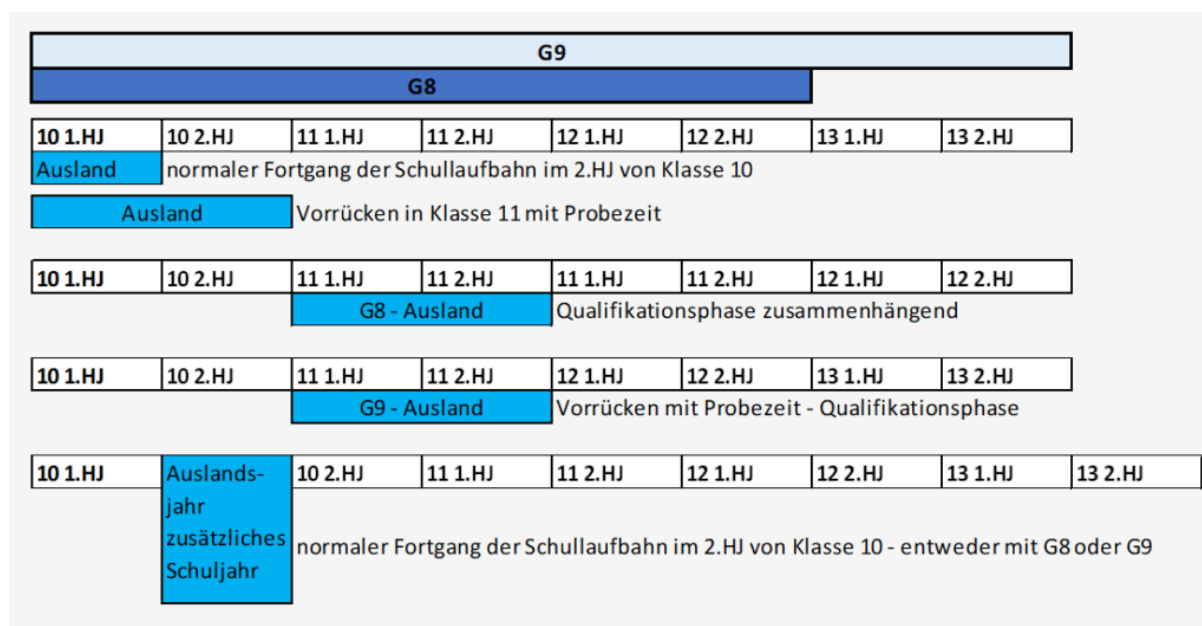 G9
G8
10 1.HJ 10 2.HJ 11 1.HJ 11 2.HJ 12 1.HJ 12 2.HJ 13 1.HJ 13 2.HJ
Ausland normaler Fortgang der Schullaufbahn im 2.HJ von Klasse 10
Ausland Vorrücken in Klasse 11 mit Probezeit
10 1.HJ 10 2.HJ 11 1.HJ 11 2.HJ 11 1.HJ 11 2.HJ 12 1.HJ 12 2.HJ
G8 - Ausland Qualifikationsphase zusammenhängend
10 1.HJ 10 2.HJ 11 1.HJ 11 2.HJ 12 1.HJ 12 2.HJ 13 1.HJ 13 2.HJ
G9 - Ausland Vorrücken mit Probezeit - Qualifikationsphase
10 1.HJ Auslands- 10 2.HJ 11 1.HJ 11 2.HJ 12 1.HJ 12 2.HJ 13 1.HJ 13 2.HJ
jahr
zusätzliches
Schuljahr
normaler Fortgang der Schullaufbahn im 2.HJ von Klasse 10 - entweder mit G8 oder G9